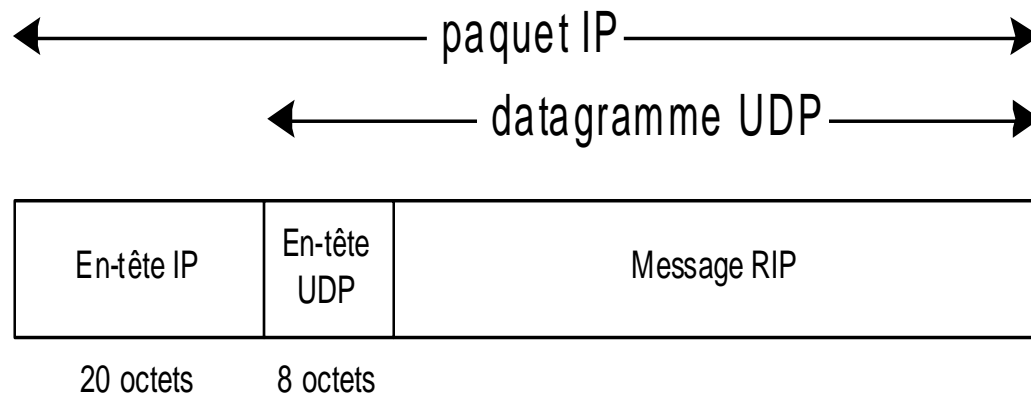 paquet IP
datagramme UDP
En-tête IP
En-tête
UDP
Message RIP
20 octets
8 octets